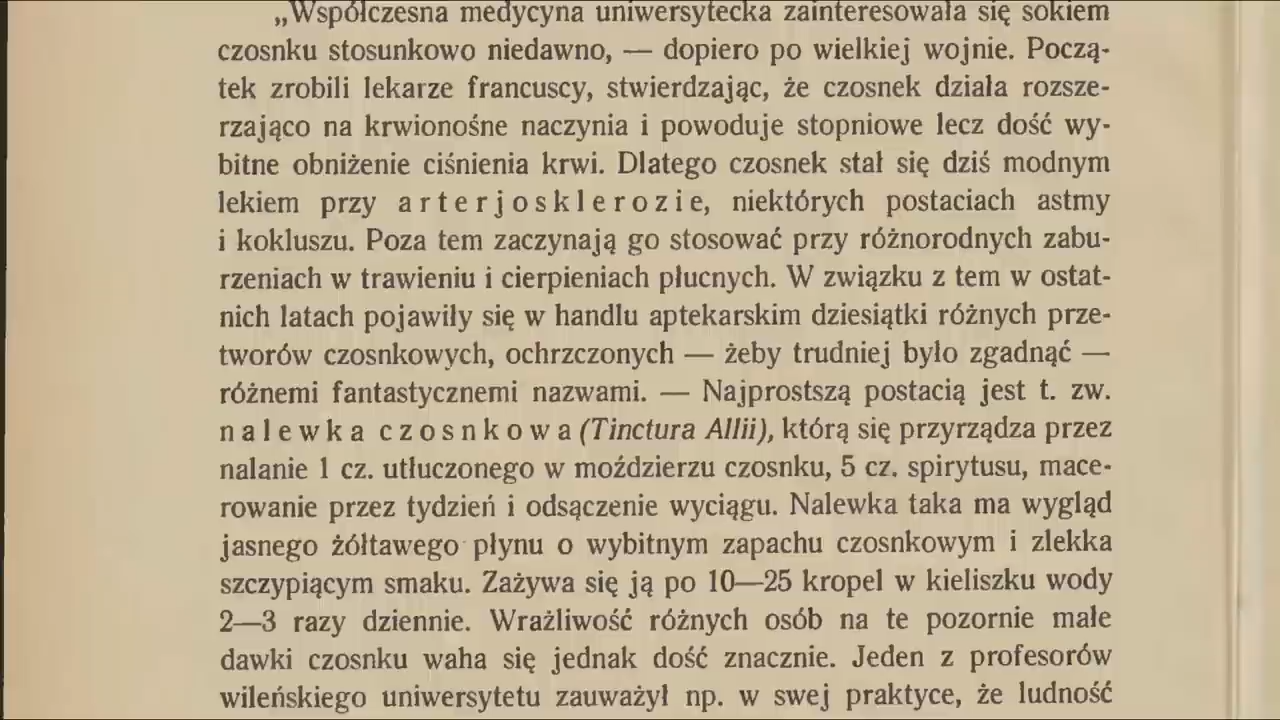 „Współczesna medycyna uniwersytecka zainteresowała się sokiem
czosnku stosunkowo niedawno, — dopiero po wielkiej wojnie. Począ-
tek zrobili lekarze francuscy, stwierdzając, że czosnek działa rozsze-
rzająco na krwionośne naczynia i powoduje stopniowe lecz dość wy-
bitne obniżenie ciśnienia krwi. Dlatego czosnek stał się dziś modnym
lekiem przy arterjosklerozie, niektórych postaciach astmy
i kokluszu. Poza tem zaczynają go stosować przy różnorodnych zabu-
rzeniach w trawieniu i cierpieniach płucnych. W związku z tem w ostat-
nich latach pojawiły się w handlu aptekarskim dziesiątki różnych prze-
tworów czosnkowych, ochrzczonych — żeby trudniej było zgadnąć —
różnemi fantastycznemi nazwami. — Najprostszą postacią jest t. zw.
nalewka czosnkowa (Tinctura Allii), którą się przyrządza przez
nalanie 1 cz. utłuczonego w moździerzu czosnku, 5 cz. spirytusu, mace-
rowanie przez tydzień i odsączenie wyciągu. Nalewka taka ma wygląd
jasnego żółtawego płynu o wybitnym zapachu czosnkowym i zlekka
szczypiącym smaku. Zażywa się ją po 10—25 kropel w kieliszku wody
2—3 razy dziennie. Wrażliwość różnych osób na te pozornie małe
dawki czosnku waha się jednak dość znacznie. Jeden z profesorów
wileńskiego uniwersytetu zauważył np. w swej praktyce, że ludność